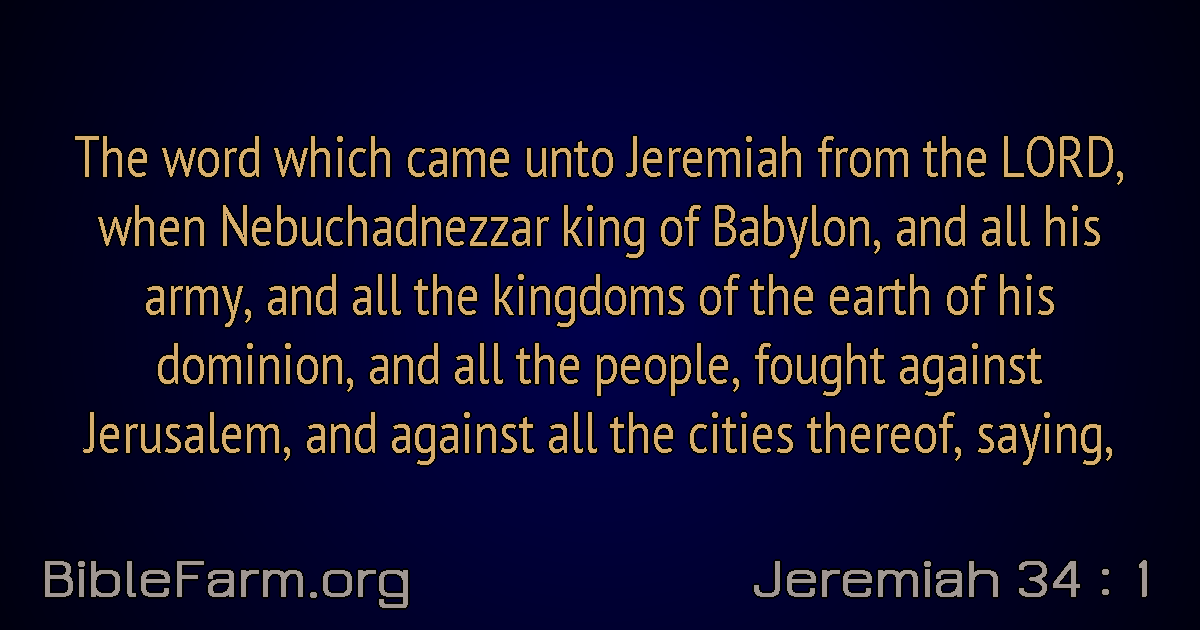 The word which came unto Jeremiah from the LORD,
when Nebuchadnezzar king of Babylon, and all his
army, and all the kingdoms of the earth of his
dominion, and all the people, fought against
Jerusalem, and against all the cities thereof, saying,
BibleFarm.org
Jeremiah 34 : 1